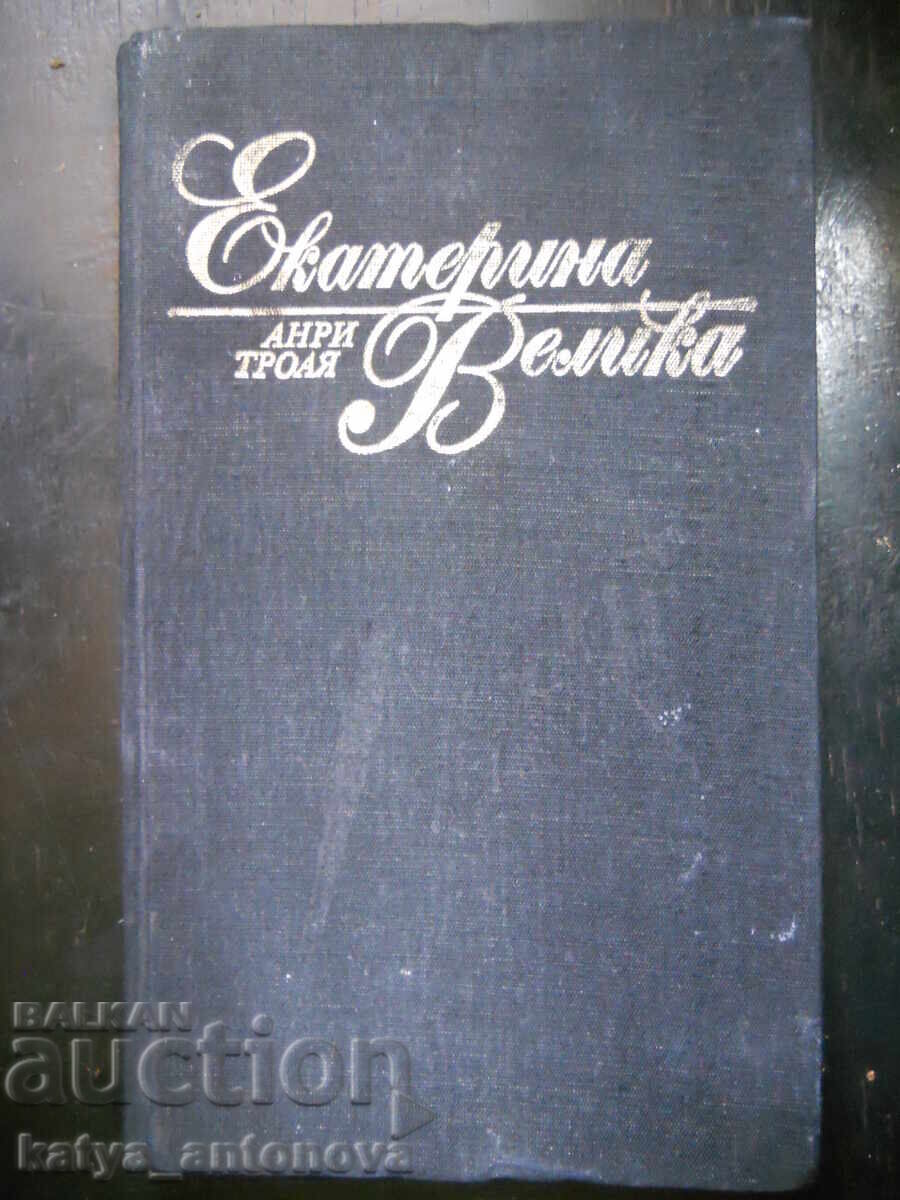 Екатерина
АНРИ
ТРОАЯ
Велика
BALKAN
auction
katya_antonova